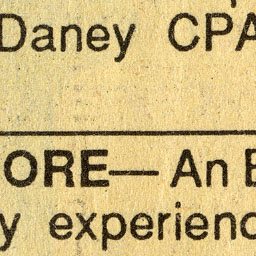 Daney CPA
ORE— An E
y experienc